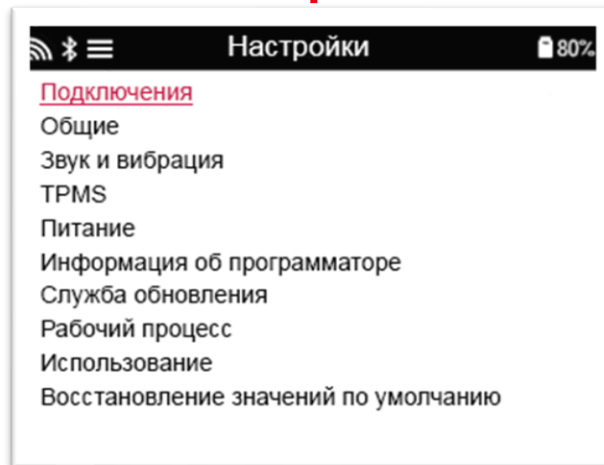 Настройки 80%
Подключения
Общие
Звук и вибрация
TPMS
Питание
Информация об программаторе
Служба обновления
Рабочий процесс
Использование
Восстановление значений по умолчанию